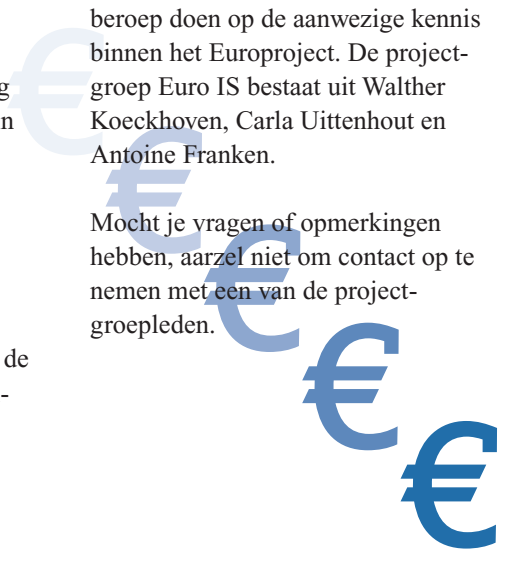 g
n
de
-
beroep doen op de aanwezige kennis
binnen het Europroject. De project-
groep Euro IS bestaat uit Walther
Koeckhoven, Carla Uittenhout en
Antoine Franken.
Mocht je vragen of opmerkingen
hebben, aarzel niet om contact op te
nemen met een van de project-
groepleden.
€
€
€
€
€